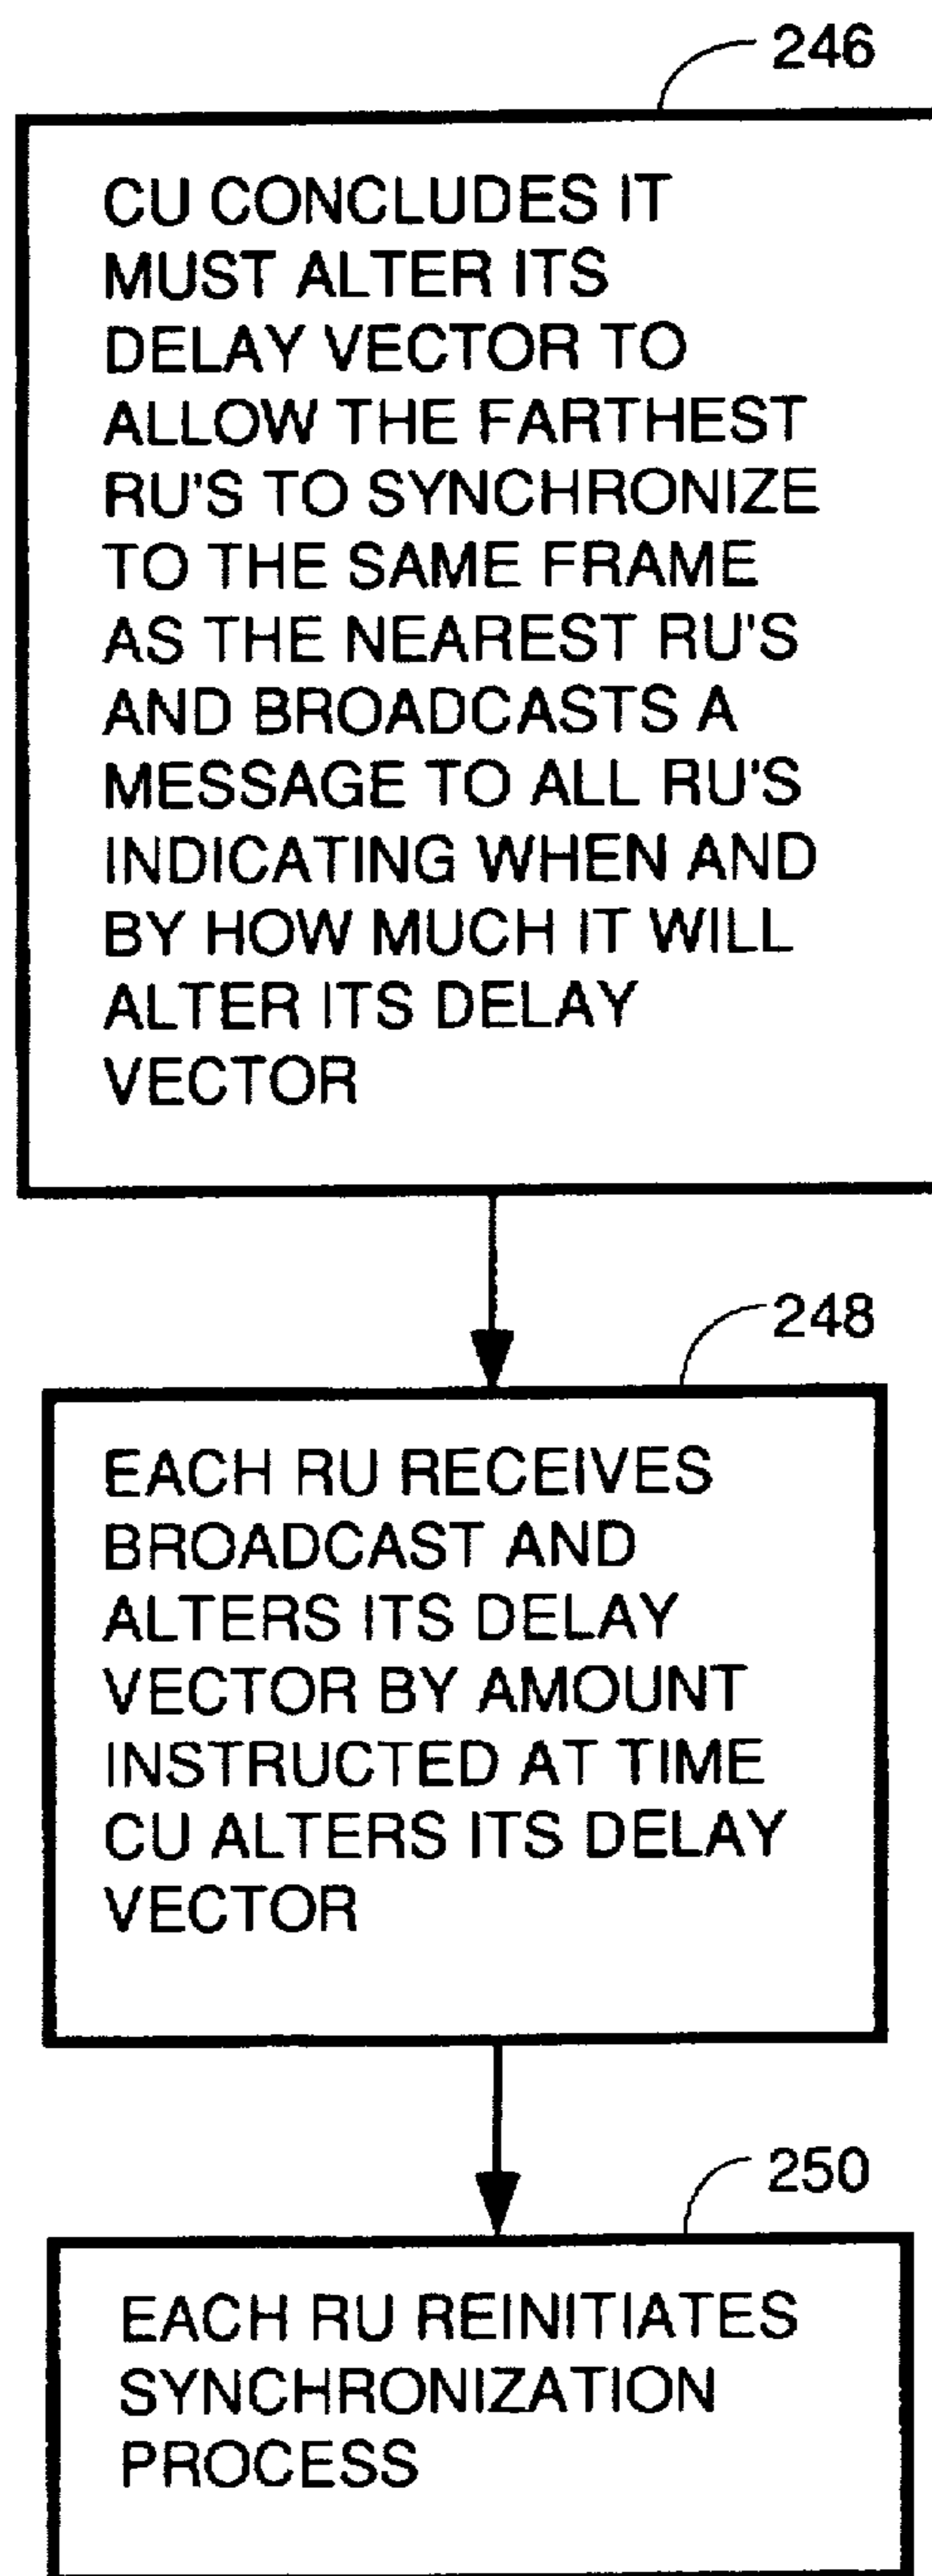 246
CU CONCLUDES IT
MUST ALTER ITS
DELAY VECTOR TO
ALLOW THE FARTHEST
RU'S TO SYNCHRONIZE
TO THE SAME FRAME
AS THE NEAREST RU'S
AND BROADCASTS A
MESSAGE TO ALL RU'S
INDICATING WHEN AND
BY HOW MUCH IT WILL
ALTER ITS DELAY
VECTOR
248
EACH RU RECEIVES
BROADCAST AND
ALTERS ITS DELAY
VECTOR BY AMOUNT
INSTRUCTED AT TIME
CU ALTERS ITS DELAY
VECTOR
250
EACH RU REINITIATES
SYNCHRONIZATION
PROCESS